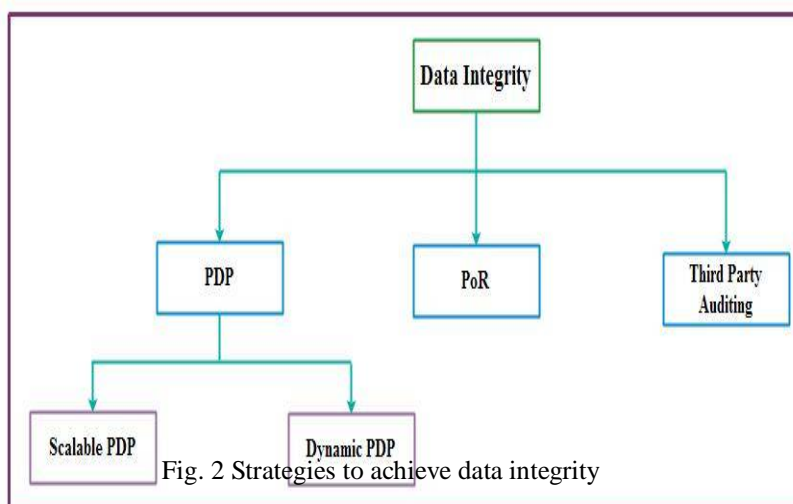 Data Integrity
PDP
PoR
Third Party
Auditing
Scalable PDP
Dynamic PDP
Fig. 2 Strategies to achieve data integrity